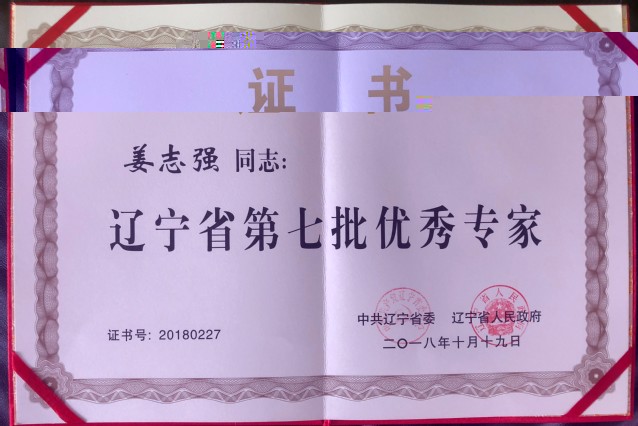 证 书
姜志强 同志:
辽宁省第七批优秀专家
中共辽宁省委 辽宁省人民政府
证书号: 20180227
二〇一八年十月十九日